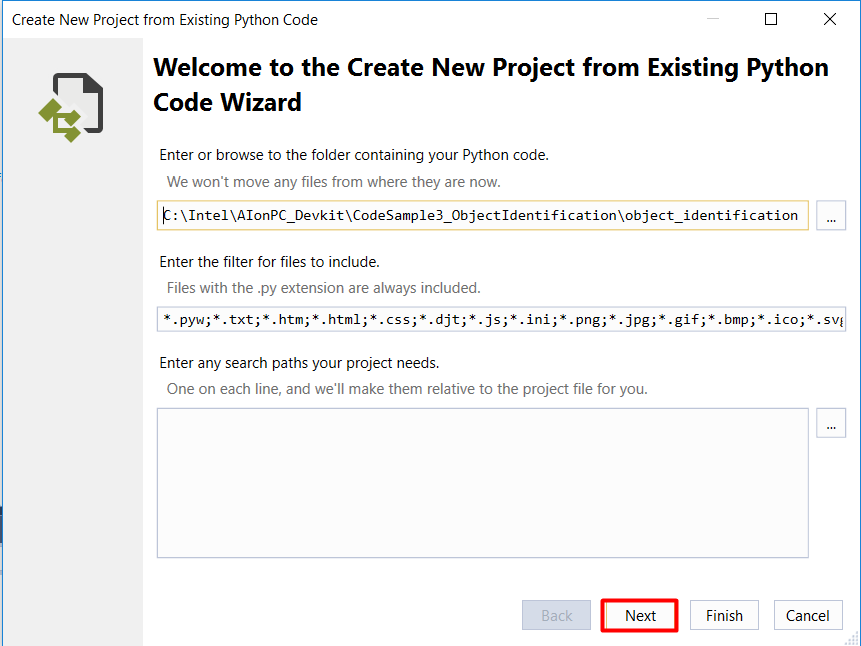 Create New Project from Existing Python Code
Welcome to the Create New Project from Existing Python
Code Wizard
Enter or browse to the folder containing your Python code.
We won't move any files from where they are now.
C:\Intel\AIonPC_Devkit\CodeSample3_ObjectIdentification\object_identification
...
Enter the filter for files to include.
Files with the .py extension are always included.
*.pyw;*.txt;*.htm;*.html;*.css;*.djt;*.js;*.ini;*.png;*.jpg;*.gif;*.bmp;*.ico;*.svg
Enter any search paths your project needs.
One on each line, and we'll make them relative to the project file for you.
...
Back Next Finish Cancel